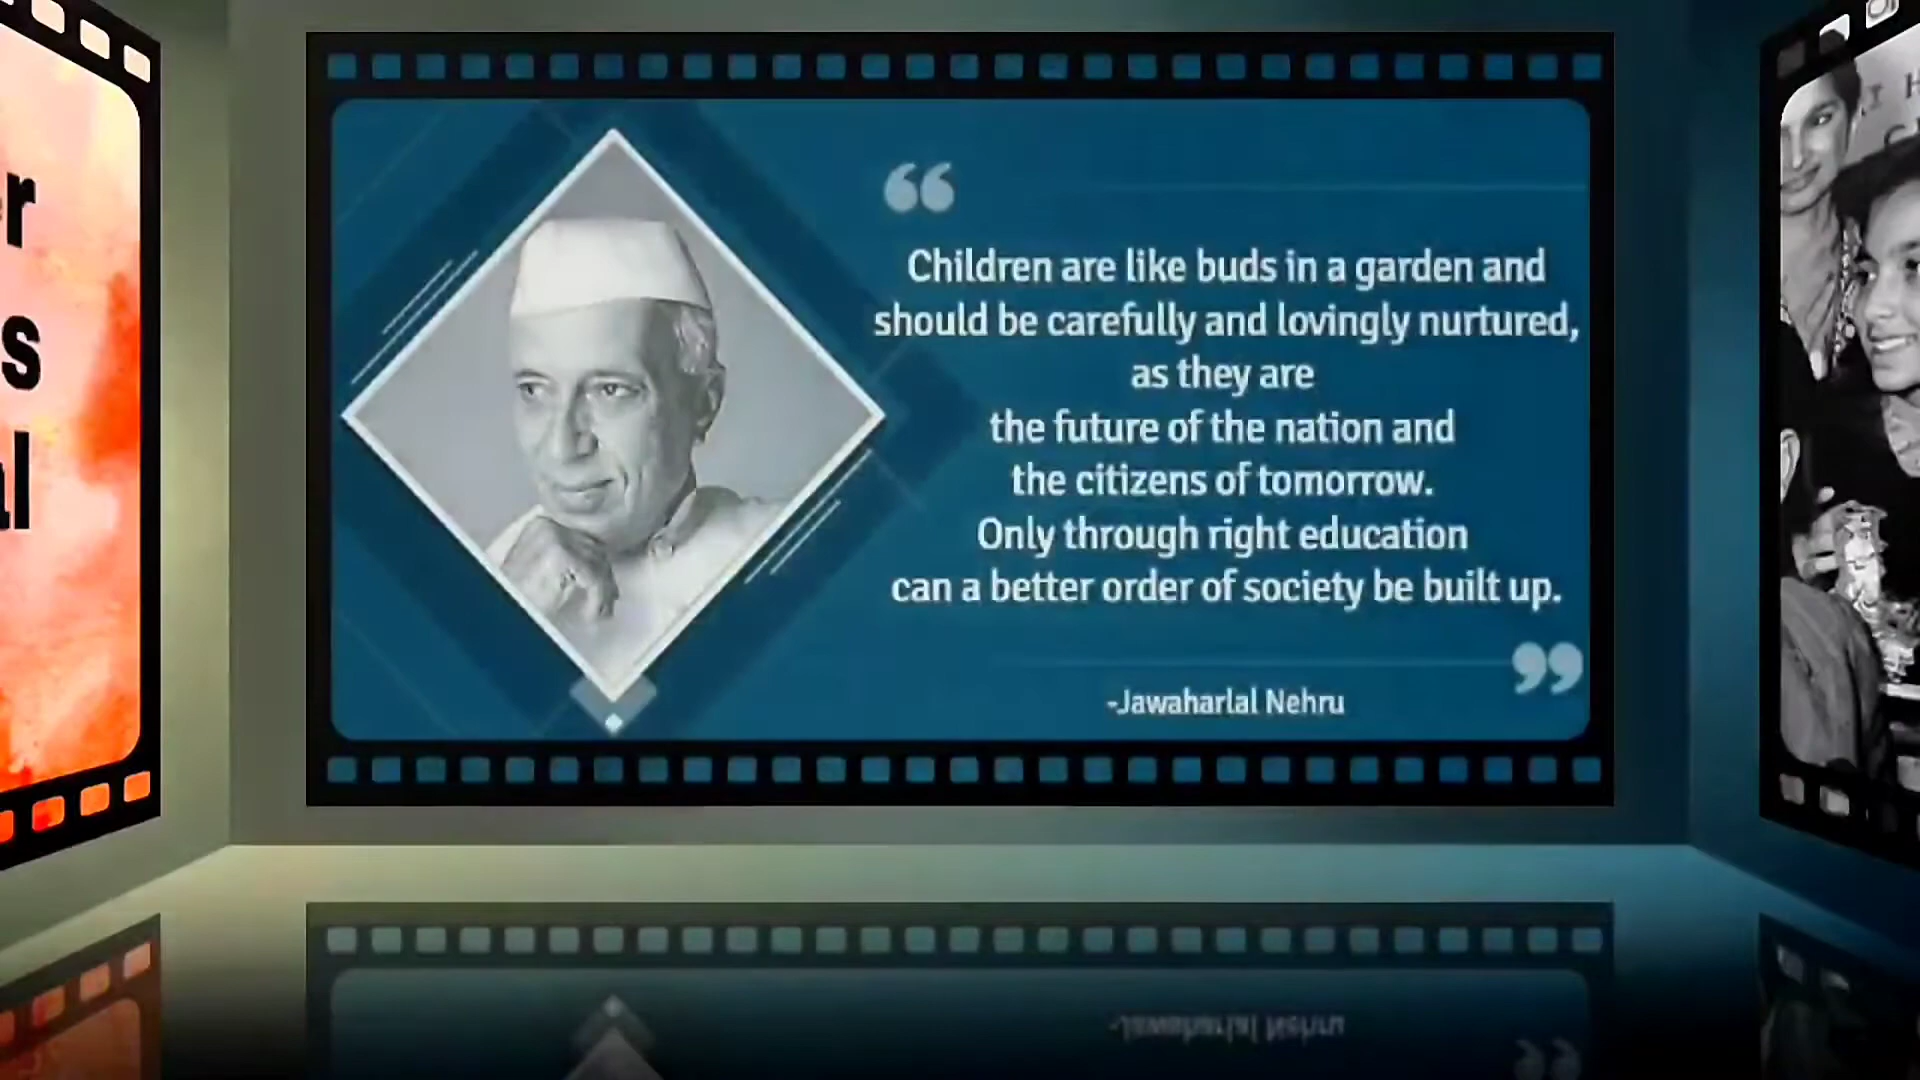 Children are like buds in a garden and
should be carefully and lovingly nurtured,
as they are
the future of the nation and
the citizens of tomorrow.
Only through right education
can a better order of society be built up.
-Jawaharlal Nehru